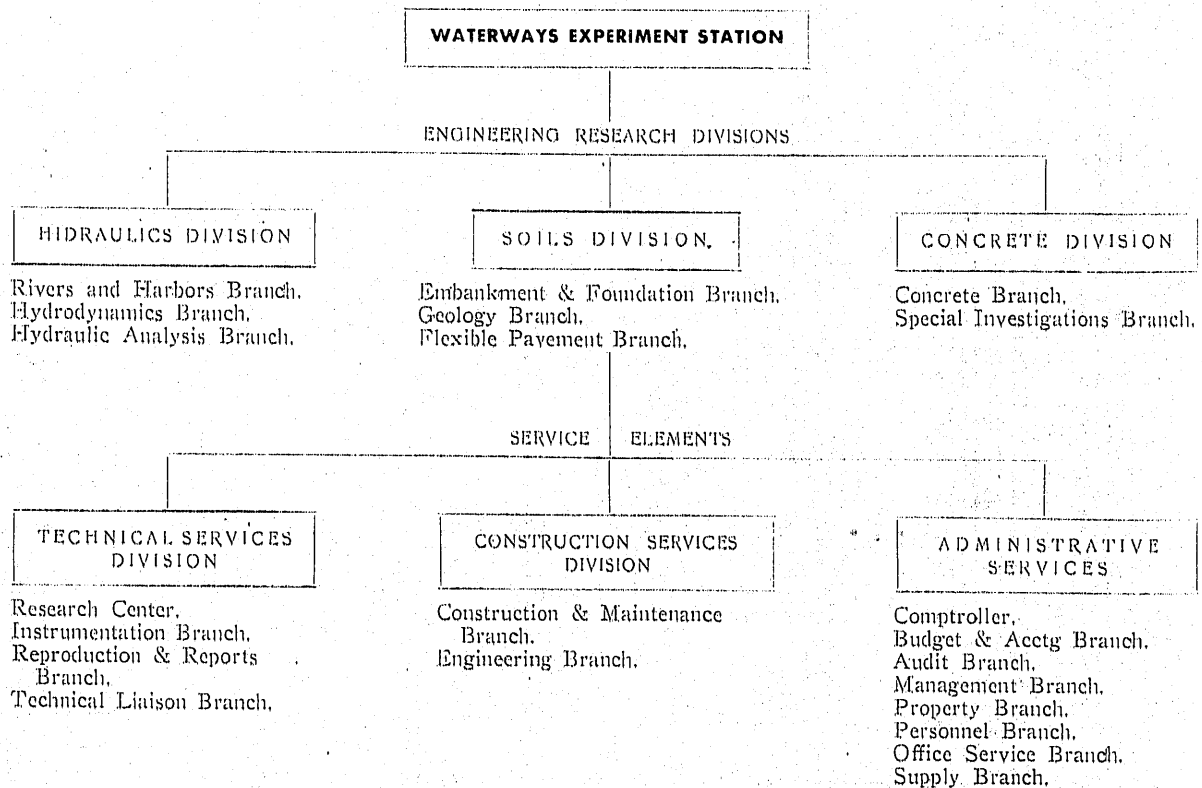 WATERWAYS EXPERIMENT STATION
ENGINEERING RESEARCH DIVISIONS
HIDRAULICS DIVISION
Rivers and Harbors Branch.
Hydrodynamics Branch.
Hydraulic Analysis Branch.
SOILS DIVISION.
Embankment & Foundation Branch.
Geology Branch.
Flexible Pavement Branch.
CONCRETE DIVISION
Concrete Branch.
Special Investigations Branch.
SERVICE ELEMENTS
TECHNICAL SERVICES
DIVISION
Research Center.
Instrumentation Branch.
Reproduction & Reports
Branch.
Technical Liaison Branch.
CONSTRUCTION SERVICES
DIVISION
Construction & Maintenance
Branch.
Engineering Branch.
ADMINISTRATIVE
SERVICES
Comptroller.
Budget & Acctg Branch.
Audit Branch.
Management Branch.
Property Branch.
Personnel Branch.
Office Service Branch.
Supply Branch.